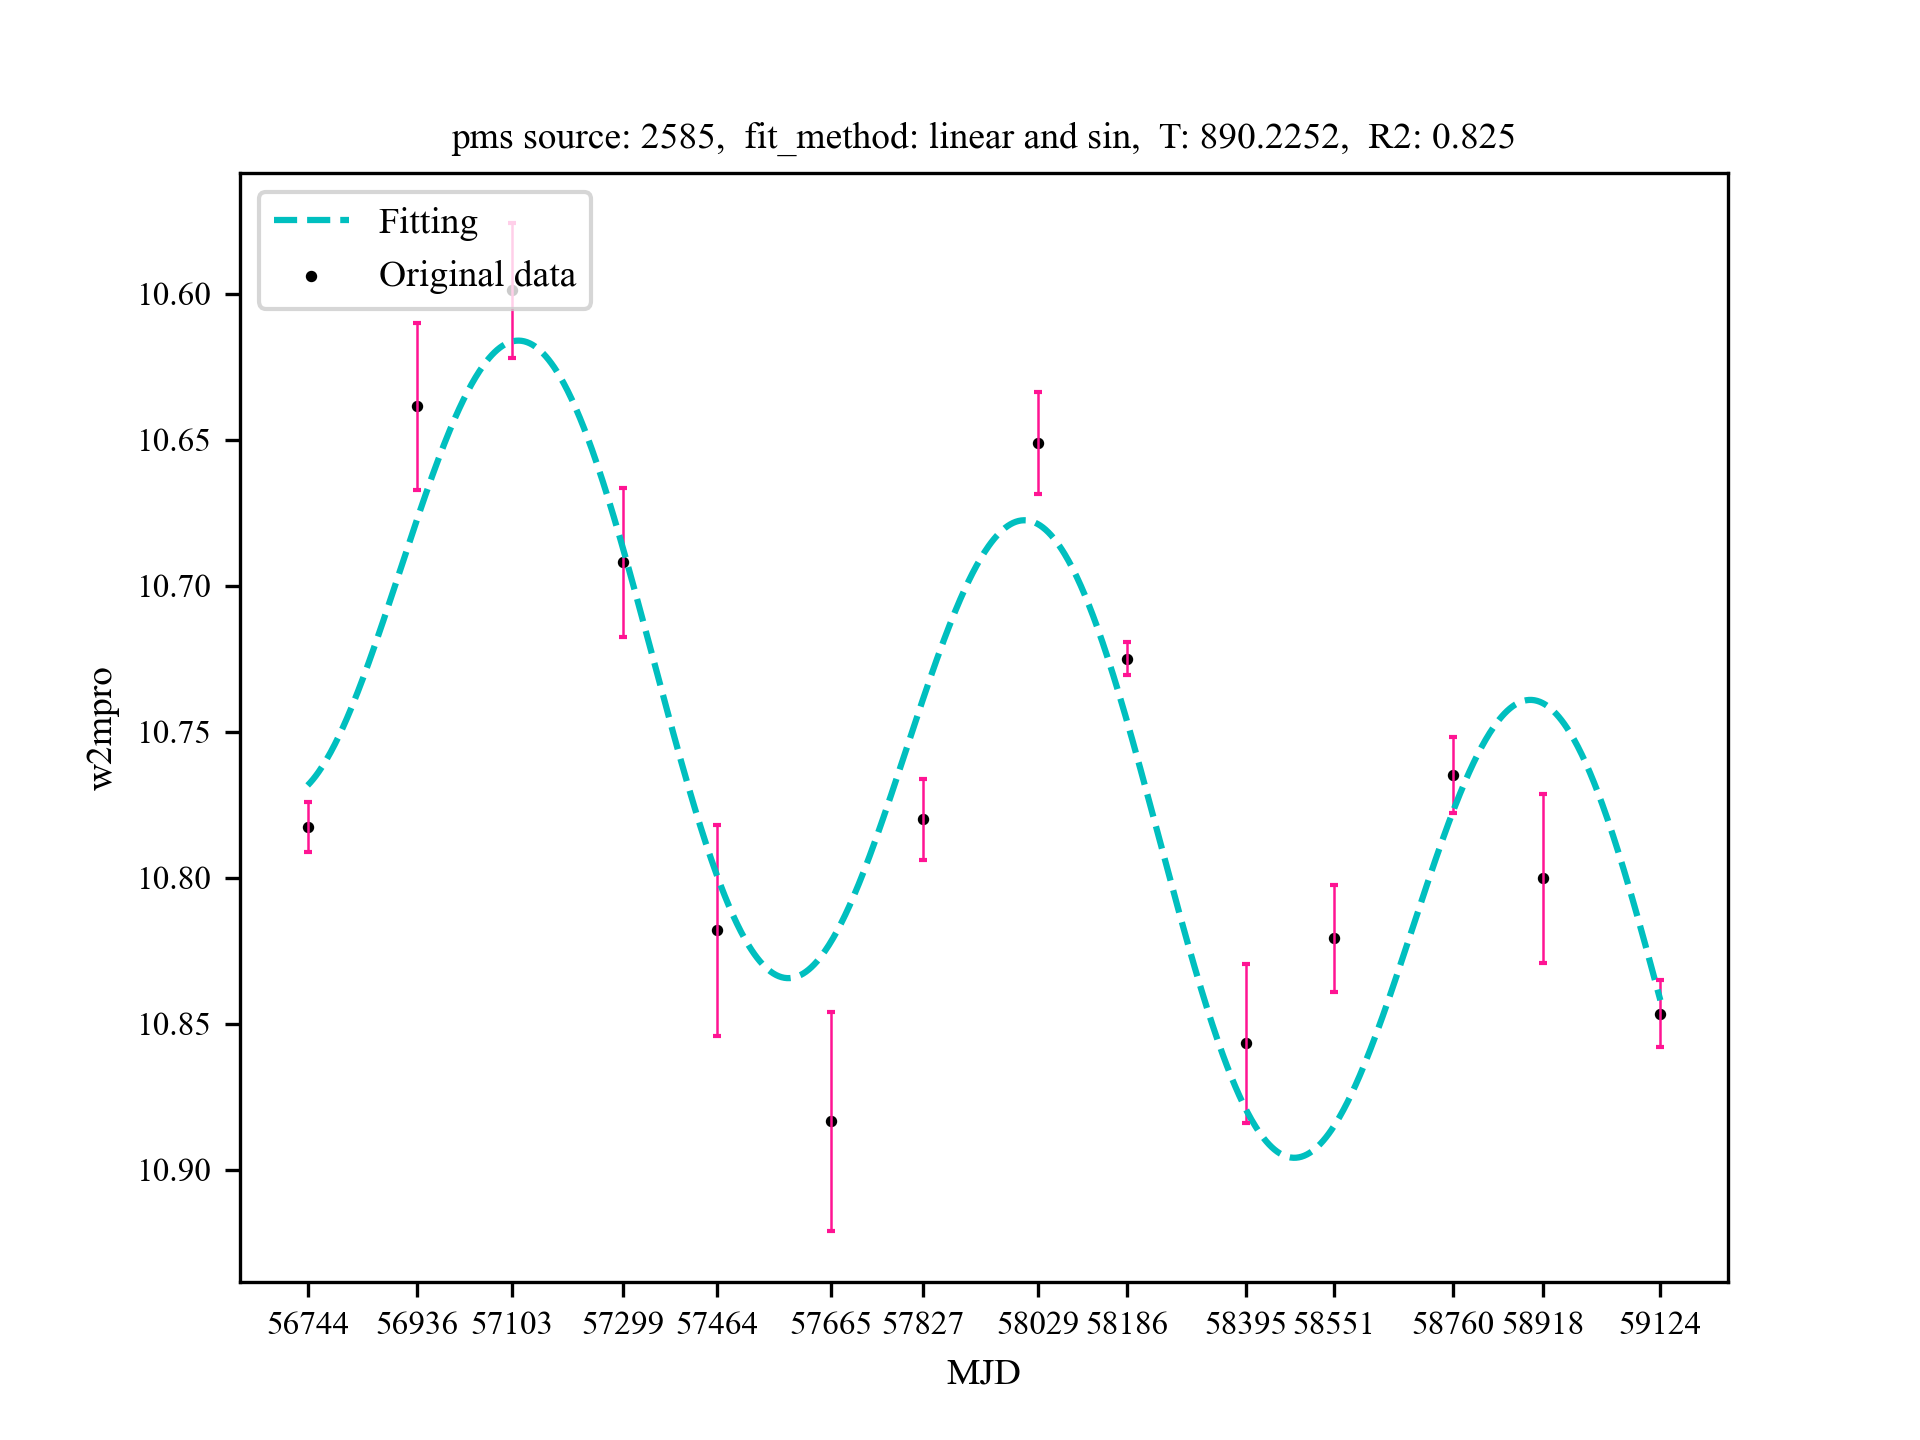 pms source: 2585,  fit_method: linear and sin,  T: 890.2252,  R2: 0.825
Fitting
Original data
10.60
10.65
10.70
10.75
10.80
10.85
10.90
w2mpro
56744 56936 57103 57299 57464 57665 57827 58029 58186 58395 58551 58760 58918 59124
MJD